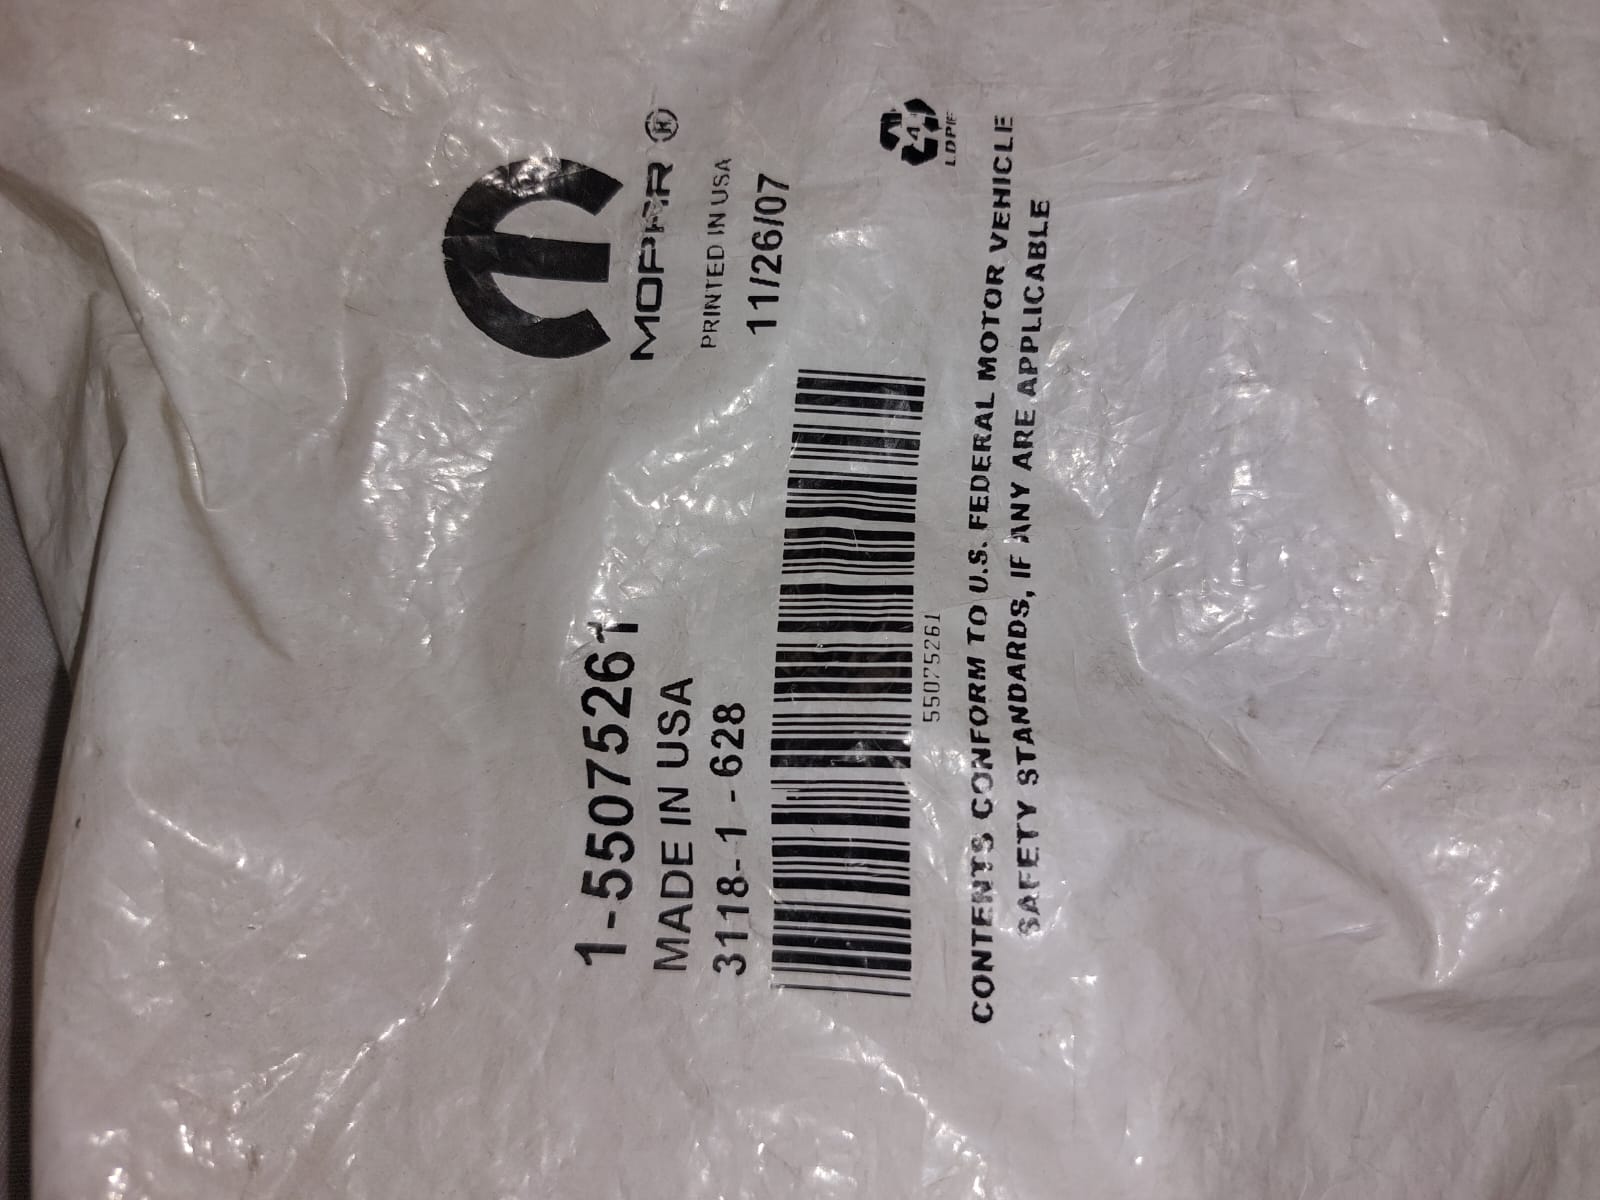 MOPAR ®
PRINTED IN USA
11/26/07
1-55075261
MADE IN USA
3118-1-628
55075261
4
LDPE
CONTENTS CONFORM TO U.S. FEDERAL MOTOR VEHICLE
SAFETY STANDARDS, IF ANY ARE APPLICABLE